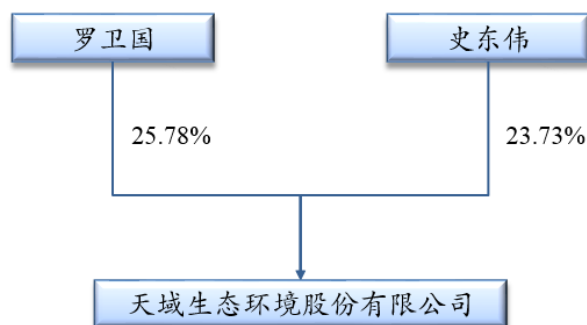 罗卫国
史东伟
25.78%
23.73%
天域生态环境股份有限公司